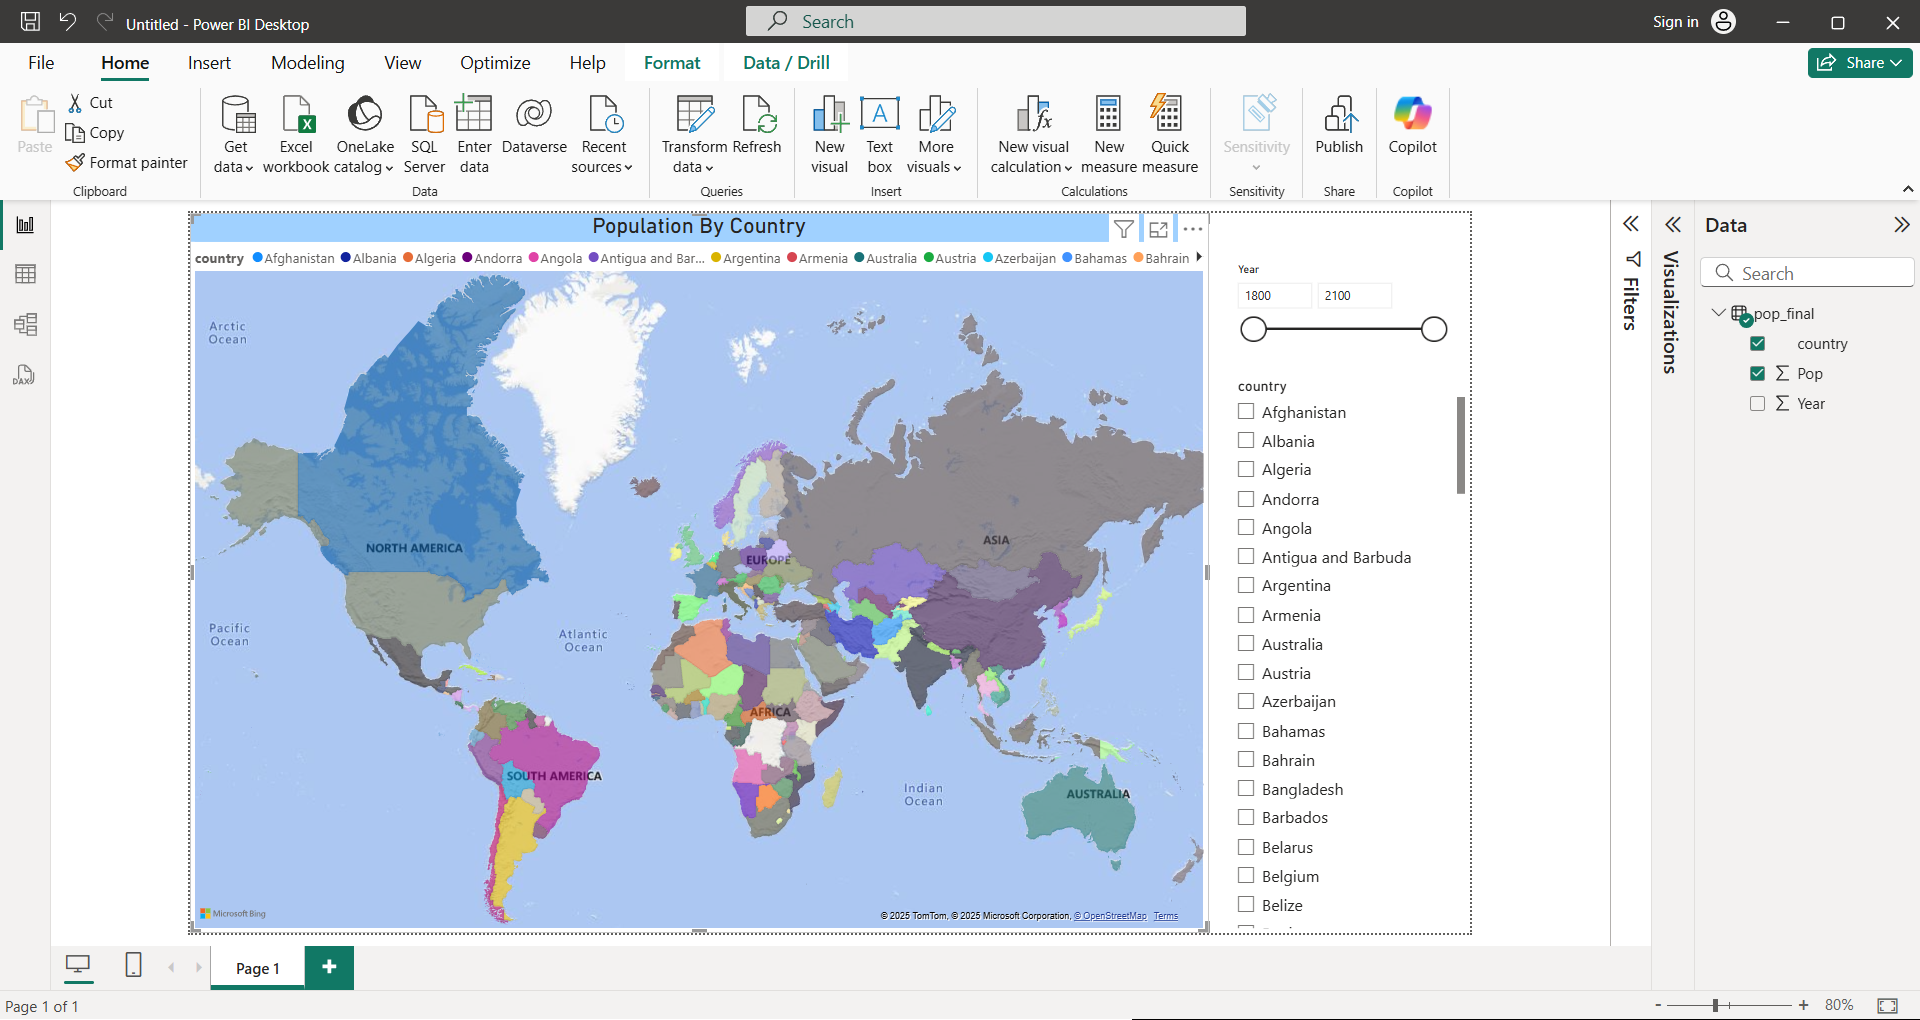 Untitled - Power BI Desktop
Search
Sign in
File Home Insert Modeling View Optimize Help Format Data / Drill
Share
Paste
Cut
Copy
Format painter
Clipboard
Get data
Excel workbook
OneLake catalog
SQL Server
Enter data
Dataverse
Recent sources
Data
Transform data
Refresh
Queries
New visual
Text box
More visuals
Insert
New visual calculation
New measure
Quick measure
Calculations
Sensitivity
Sensitivity
Publish
Share
Copilot
Copilot
DAX
Population By Country
country Afghanistan Albania Algeria Andorra Angola Antigua and Bar... Argentina Armenia Australia Austria Azerbaijan Bahamas Bahrain
Arctic
Ocean
NORTH AMERICA
ASIA
EUROPE
Pacific
Ocean
Atlantic
Ocean
AFRICA
SOUTH AMERICA
Indian
Ocean
AUSTRALIA
Microsoft Bing
© 2025 TomTom, © 2025 Microsoft Corporation, © OpenStreetMap Terms
Year
1800 2100
country
Afghanistan
Albania
Algeria
Andorra
Angola
Antigua and Barbuda
Argentina
Armenia
Australia
Austria
Azerbaijan
Bahamas
Bahrain
Bangladesh
Barbados
Belarus
Belgium
Belize
Filters
Visualizations
Data
Search
pop_final
country
Pop
Year
Page 1
Page 1 of 1
80%